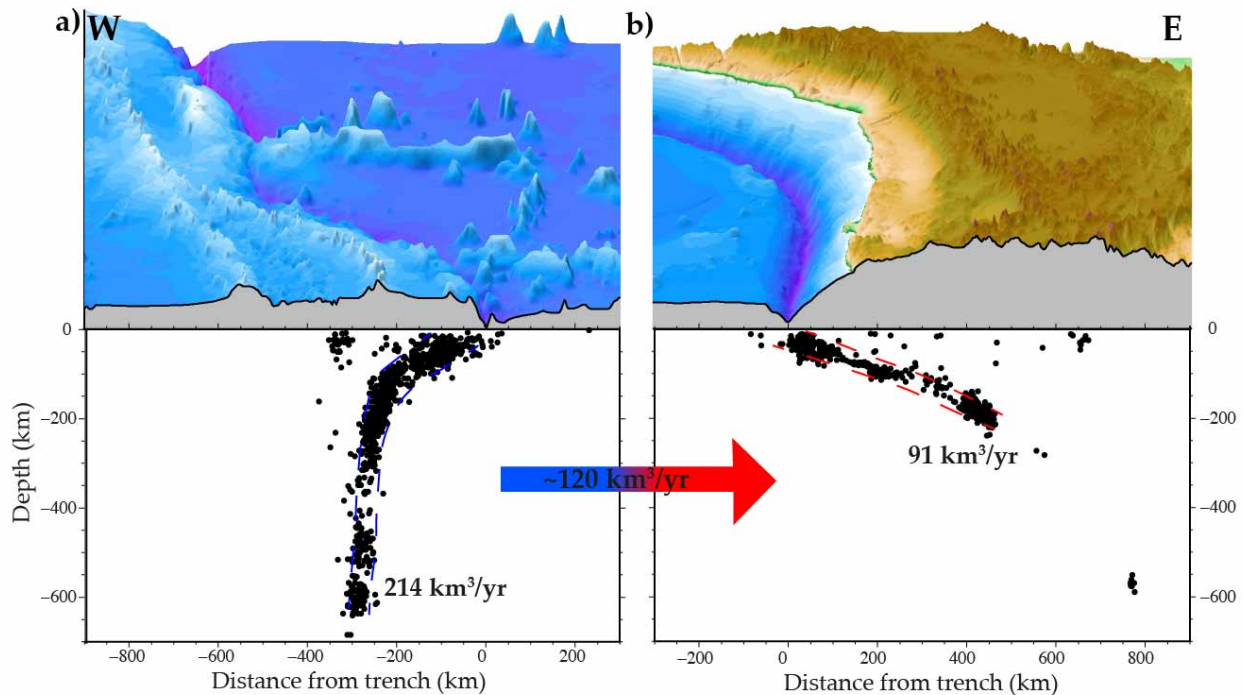 a)
W
b)
E
0
−200
−400
−600
Depth (km)
214 km³/yr
~120 km³/yr
91 km³/yr
0
−200
−400
−600
−800
−600
−400
−200
0
200
Distance from trench (km)
−200
0
200
400
600
800
Distance from trench (km)